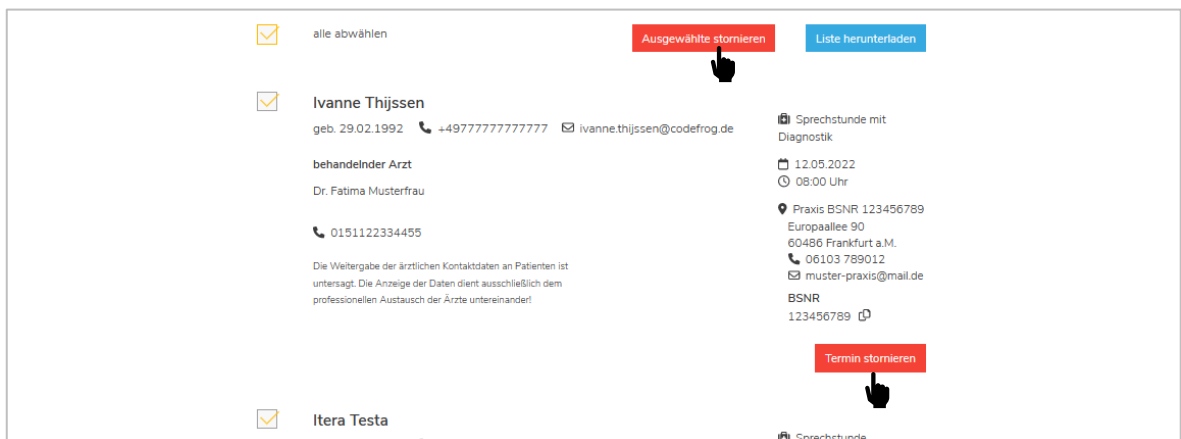 alle abwählen
Ausgewählte stornieren
Liste herunterladen
Ivanne Thijssen
geb. 29.02.1992 +49777777777777 ivanne.thijssen@codefrog.de
behandelnder Arzt
Dr. Fatima Musterfrau
0151122334455
Die Weitergabe der ärztlichen Kontaktdaten an Patienten ist
untersagt. Die Anzeige der Daten dient ausschließlich dem
professionellen Austausch der Ärzte untereinander!
Sprechstunde mit
Diagnostik
12.05.2022
08:00 Uhr
Praxis BSNR 123456789
Europaallee 90
60486 Frankfurt a.M.
06103 789012
muster-praxis@mail.de
BSNR
123456789
Termin stornieren
Itera Testa
Sprechstunde